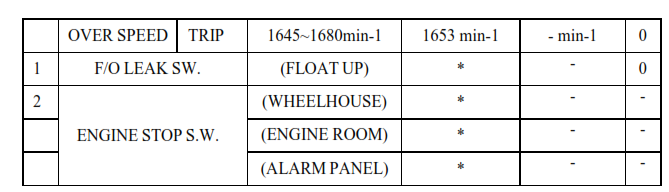 OVER SPEED TRIP 1645~1680min-1 1653 min-1 - min-1 0
1 F/O LEAK SW. (FLOAT UP) * - 0
2 (WHEELHOUSE) * - -
ENGINE STOP S.W. (ENGINE ROOM) * - -
(ALARM PANEL) * - -